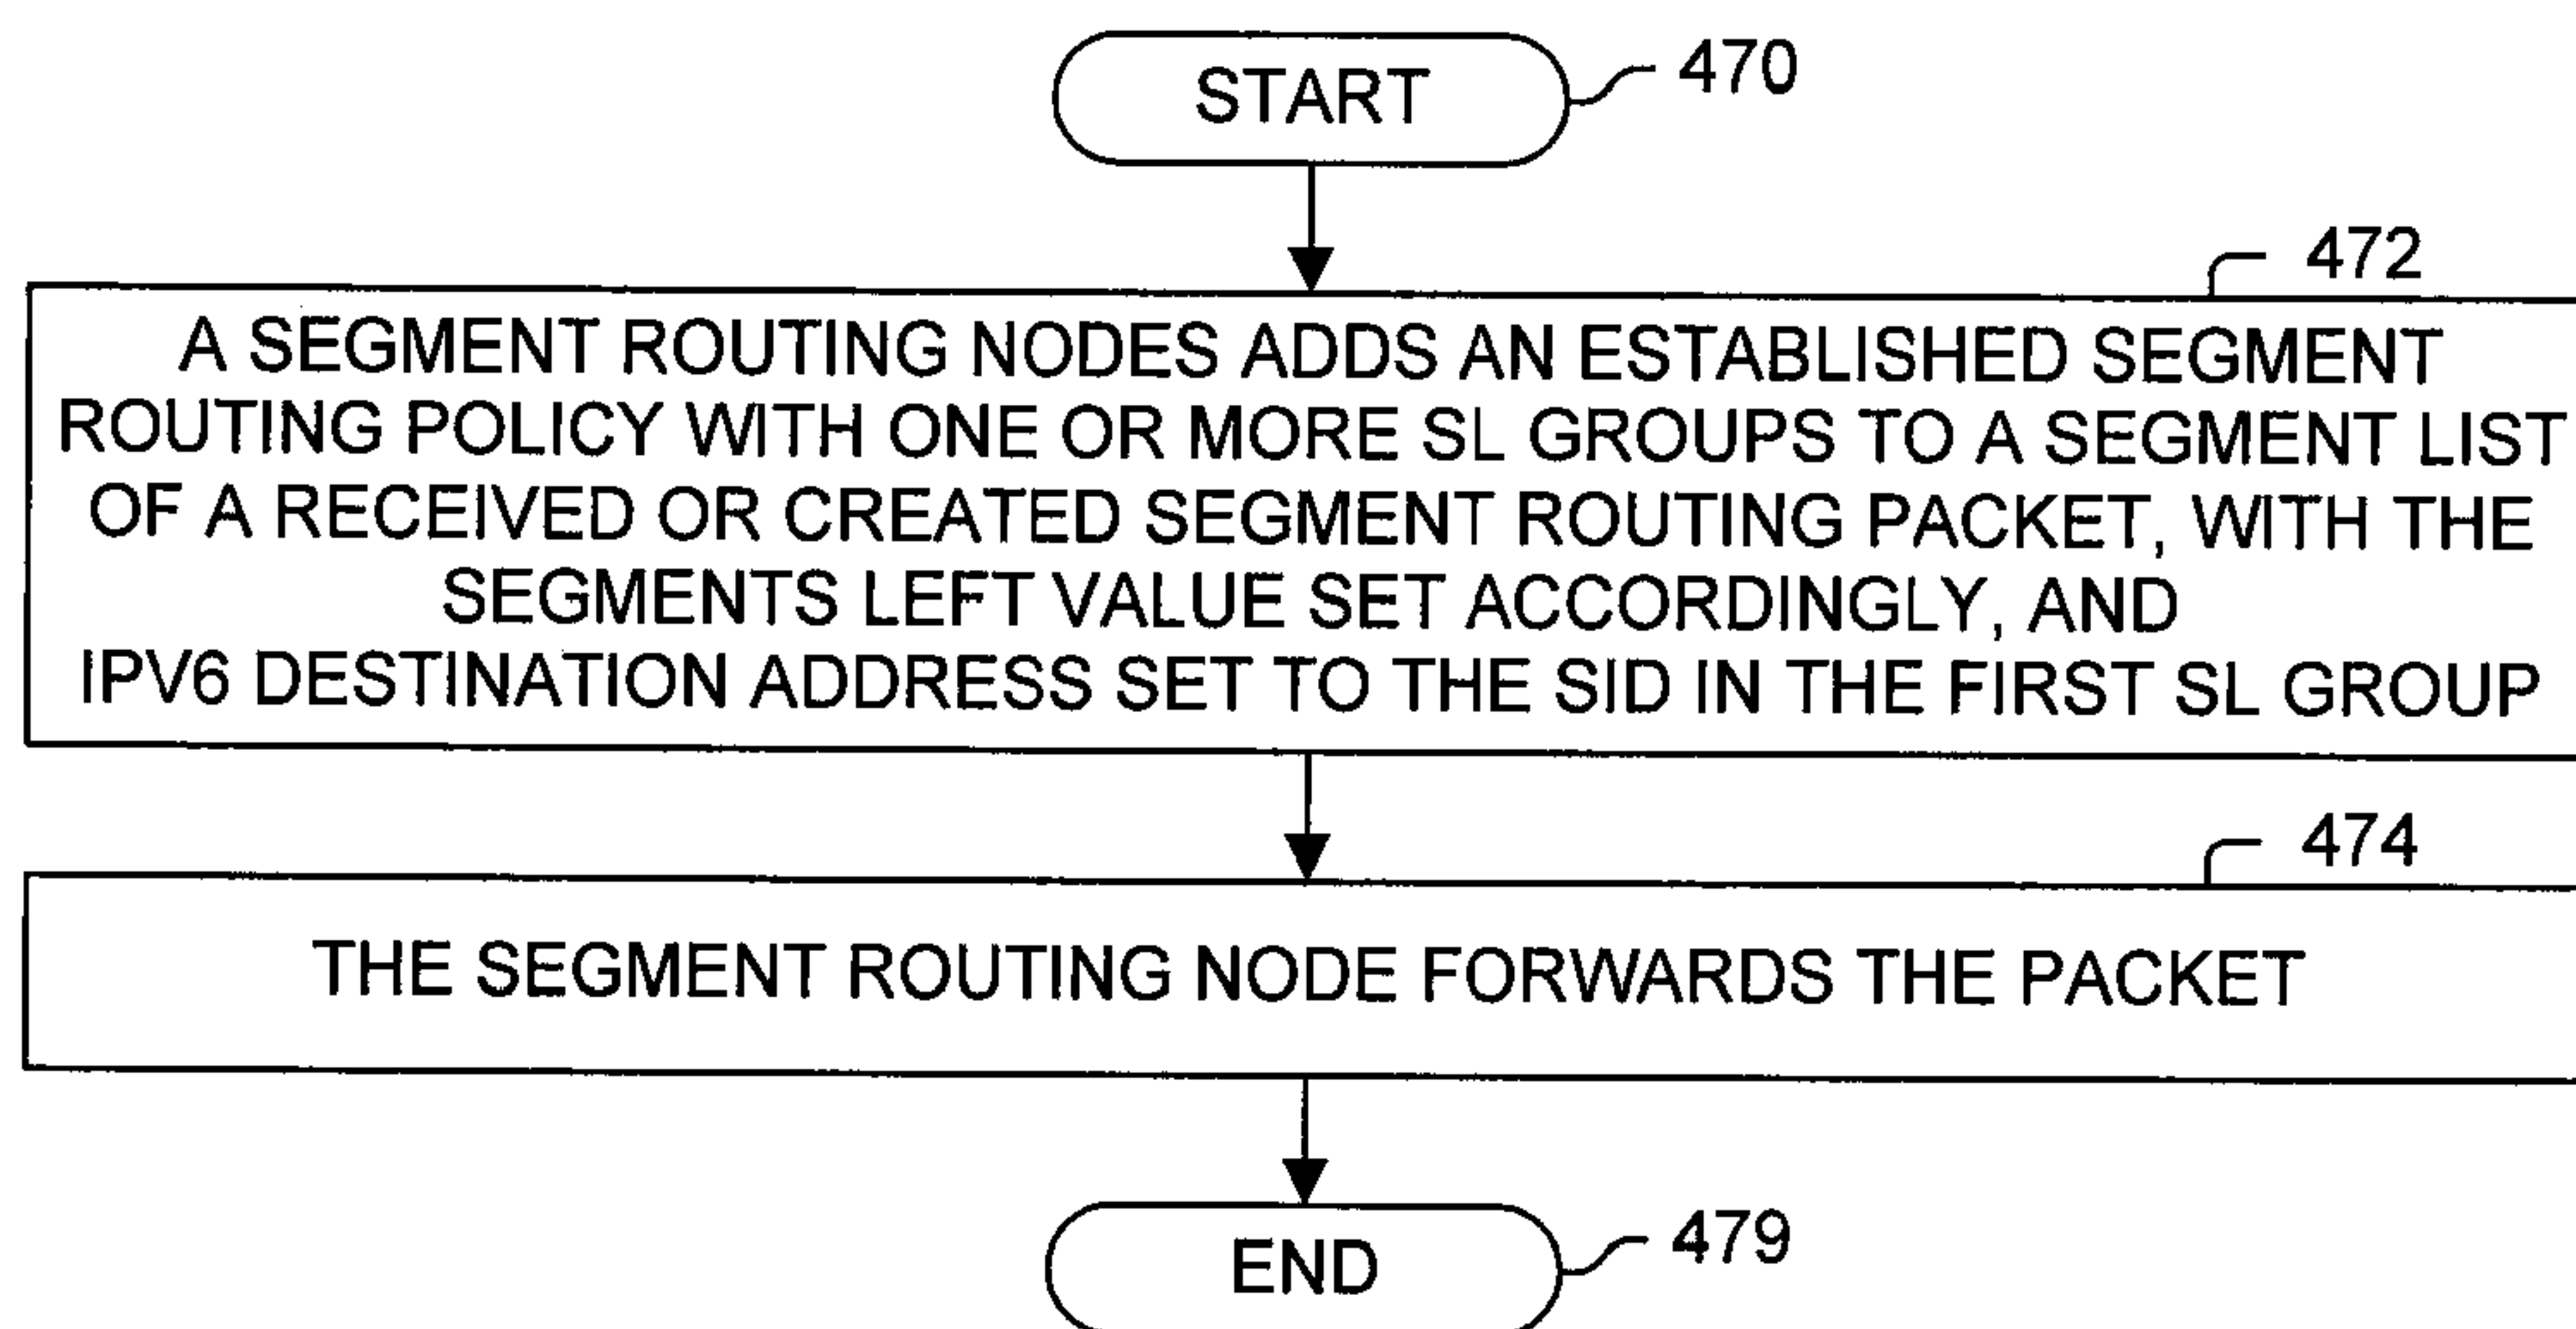 START
470
472
A SEGMENT ROUTING NODES ADDS AN ESTABLISHED SEGMENT
ROUTING POLICY WITH ONE OR MORE SL GROUPS TO A SEGMENT LIST
OF A RECEIVED OR CREATED SEGMENT ROUTING PACKET, WITH THE
SEGMENTS LEFT VALUE SET ACCORDINGLY, AND
IPV6 DESTINATION ADDRESS SET TO THE SID IN THE FIRST SL GROUP
474
THE SEGMENT ROUTING NODE FORWARDS THE PACKET
END
479